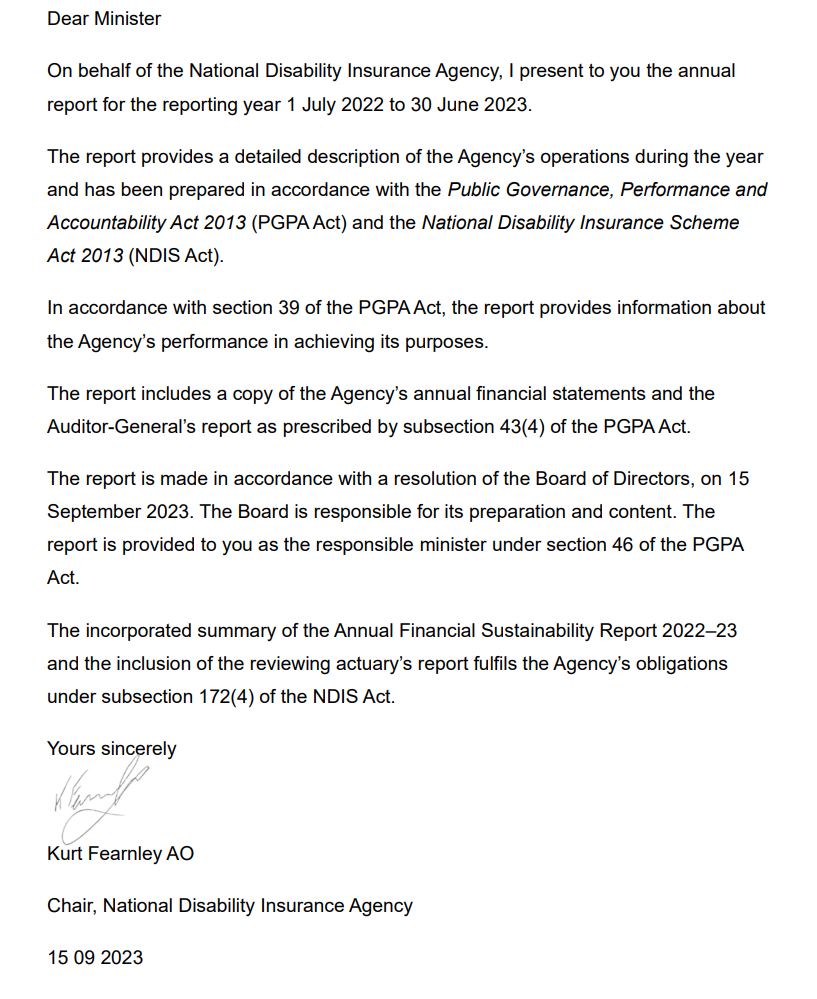 Dear Minister
On behalf of the National Disability Insurance Agency, I present to you the annual
report for the reporting year 1 July 2022 to 30 June 2023.
The report provides a detailed description of the Agency’s operations during the year
and has been prepared in accordance with the Public Governance, Performance and
Accountability Act 2013 (PGPA Act) and the National Disability Insurance Scheme
Act 2013 (NDIS Act).
In accordance with section 39 of the PGPA Act, the report provides information about
the Agency’s performance in achieving its purposes.
The report includes a copy of the Agency’s annual financial statements and the
Auditor-General’s report as prescribed by subsection 43(4) of the PGPA Act.
The report is made in accordance with a resolution of the Board of Directors, on 15
September 2023. The Board is responsible for its preparation and content. The
report is provided to you as the responsible minister under section 46 of the PGPA
Act.
The incorporated summary of the Annual Financial Sustainability Report 2022–23
and the inclusion of the reviewing actuary’s report fulfils the Agency’s obligations
under subsection 172(4) of the NDIS Act.
Yours sincerely
Kurt Fearnley AO
Chair, National Disability Insurance Agency
15 09 2023